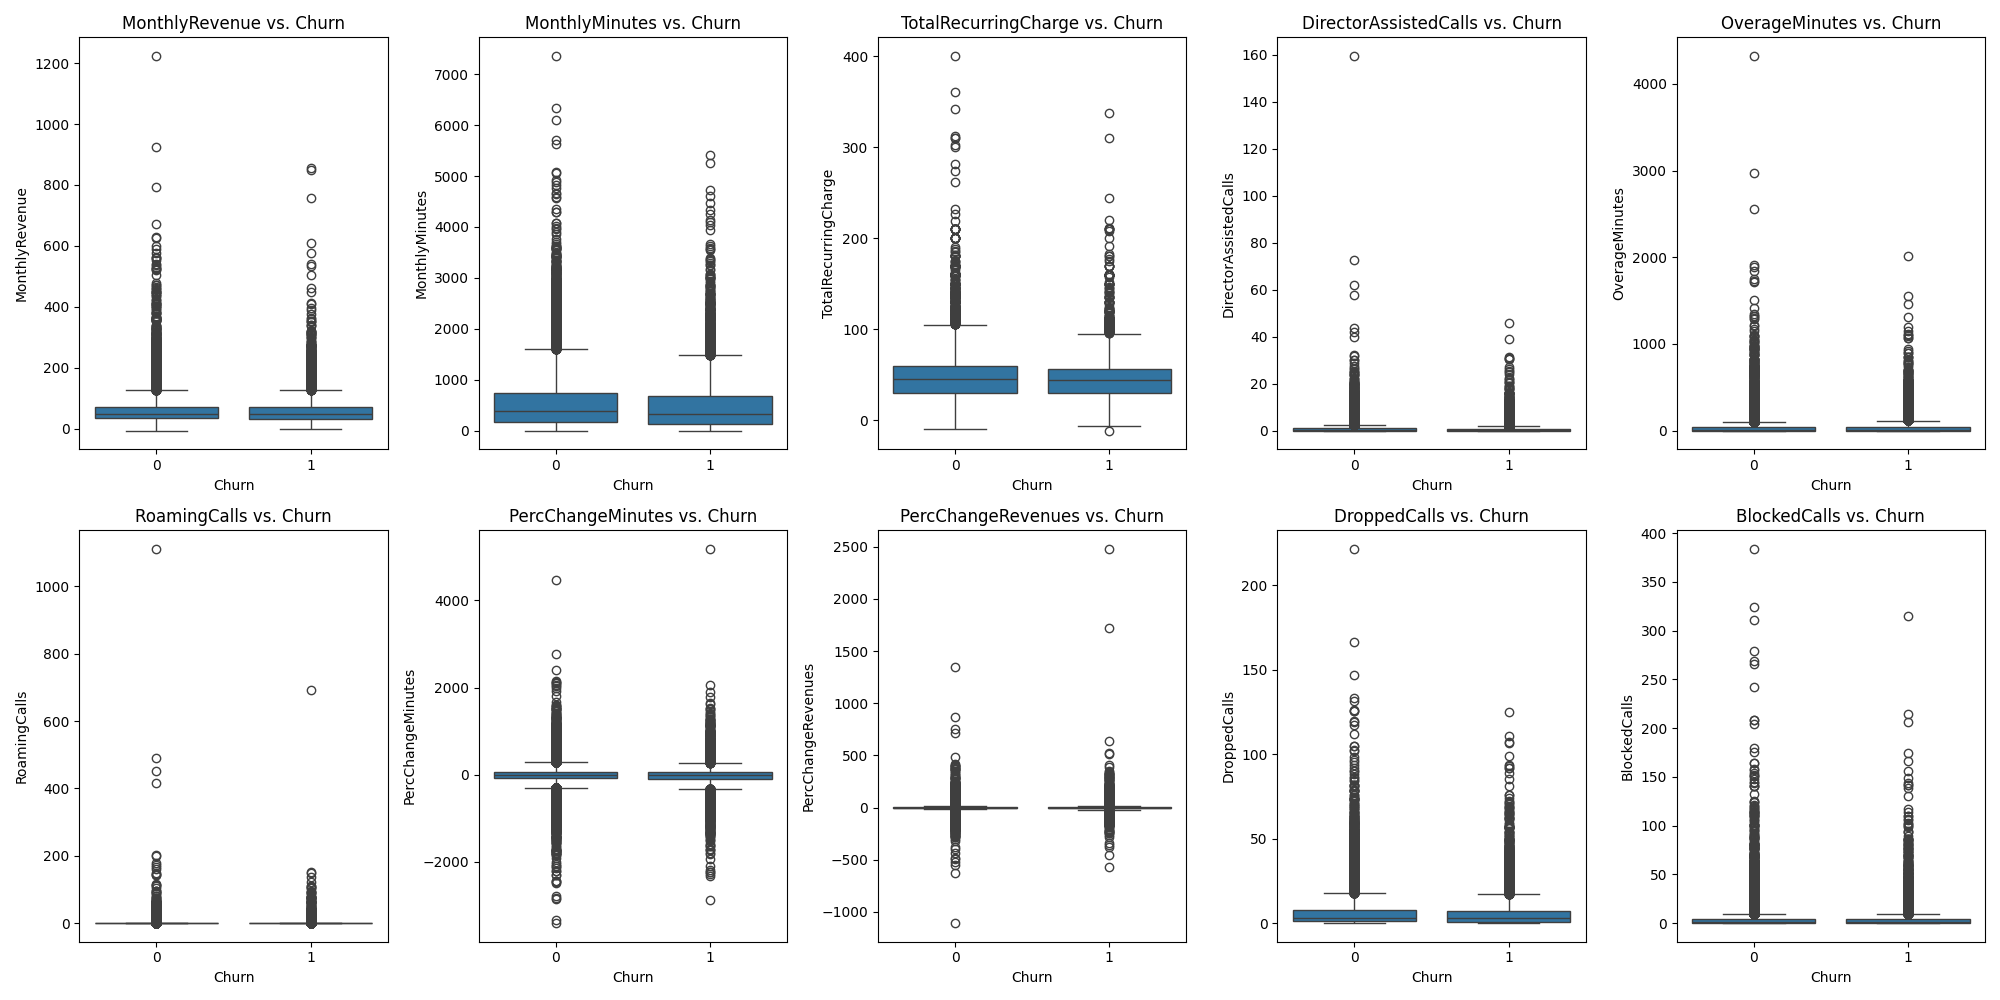 MonthlyRevenue vs. Churn
MonthlyRevenue
1200
1000
800
600
400
200
0
0 1
Churn
MonthlyMinutes vs. Churn
MonthlyMinutes
7000
6000
5000
4000
3000
2000
1000
0
0 1
Churn
TotalRecurringCharge vs. Churn
TotalRecurringCharge
400
300
200
100
0
0 1
Churn
DirectorAssistedCalls vs. Churn
DirectorAssistedCalls
160
140
120
100
80
60
40
20
0
0 1
Churn
OverageMinutes vs. Churn
OverageMinutes
4000
3000
2000
1000
0
0 1
Churn
RoamingCalls vs. Churn
RoamingCalls
1000
800
600
400
200
0
0 1
Churn
PercChangeMinutes vs. Churn
PercChangeMinutes
4000
2000
0
−2000
0 1
Churn
PercChangeRevenues vs. Churn
PercChangeRevenues
2500
2000
1500
1000
500
0
−500
−1000
0 1
Churn
DroppedCalls vs. Churn
DroppedCalls
200
150
100
50
0
0 1
Churn
BlockedCalls vs. Churn
BlockedCalls
400
350
300
250
200
150
100
50
0
0 1
Churn